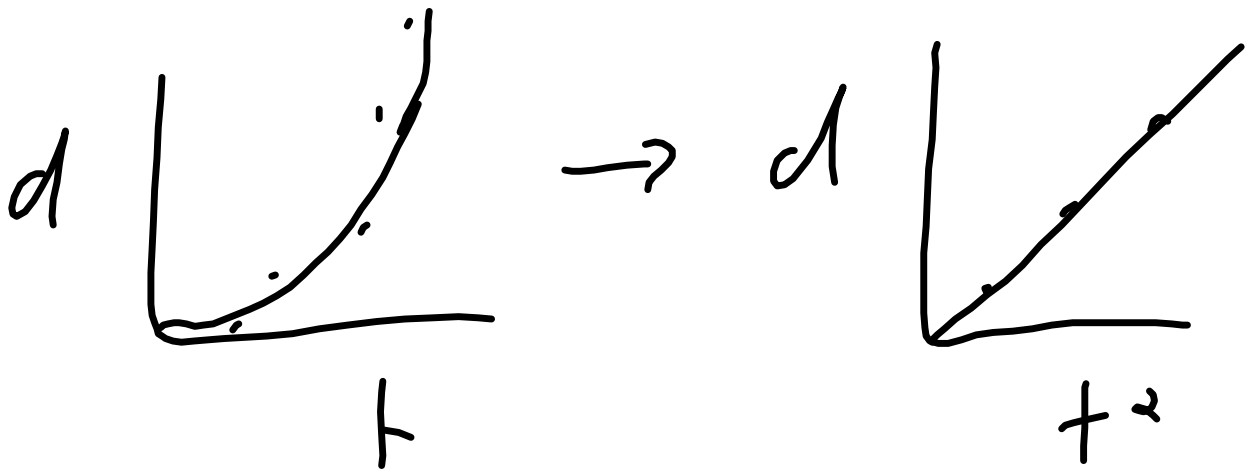 d → d
t t²